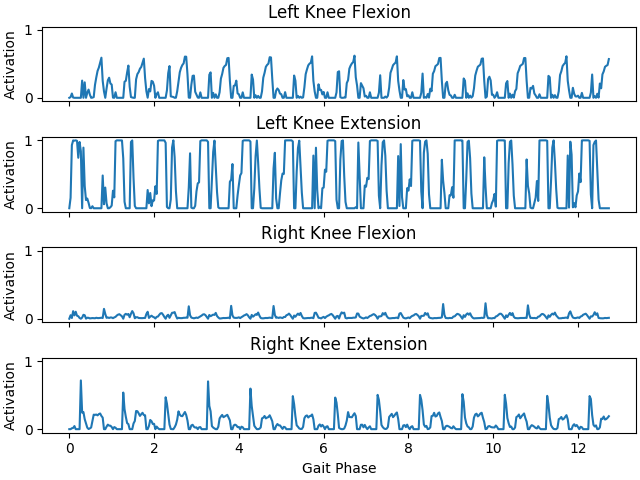 Left Knee Flexion
1
Activation
0
Left Knee Extension
1
Activation
0
Right Knee Flexion
1
Activation
0
Right Knee Extension
1
Activation
0
0 2 4 6 8 10 12
Gait Phase